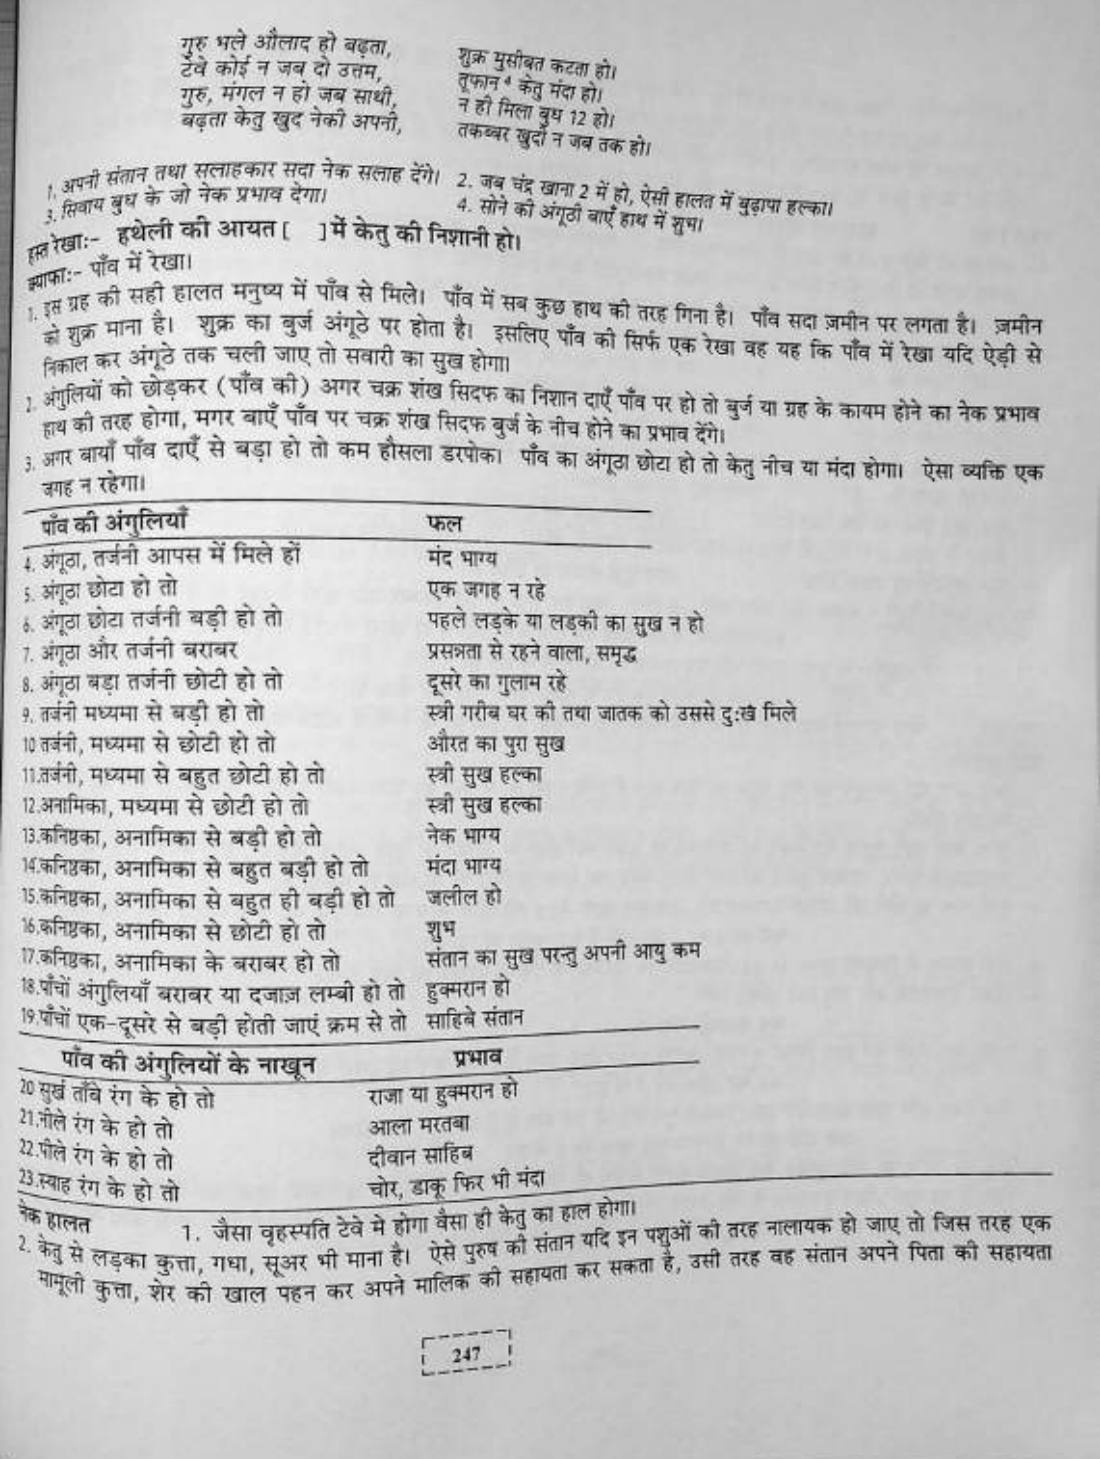 गुरु भले औलाद हो बढ़ता, शुक्र मुसीबत कटता हो।
टेवे कोई न जब दो उत्तम, तूफान ⁴ केतु मंदा हो।
गुरु, मंगल न हो जब साथी, न ही मिला बुध 12 हो।
बढ़ता केतु खुद नेकी अपनी, तकब्बर खुदी न जब तक हो।
1. अपनी संतान तथा सलाहकार सदा नेक सलाह देंगे। 2. जब चंद्र खाना 2 में हो, ऐसी हालत में बुढ़ापा हल्का।
3. सिवाय बुध के जो नेक प्रभाव देगा। 4. सोने की अंगूठी बाएँ हाथ में शुभ।
हस्त रेखाः- हथेली की आयत [ ] में केतु की निशानी हो।
क़्याफाः- पाँव में रेखा।
1. इस ग्रह की सही हालत मनुष्य में पाँव से मिले। पाँव में सब कुछ हाथ की तरह गिना है। पाँव सदा ज़मीन पर लगता है। ज़मीन
को शुक्र माना है। शुक्र का बुर्ज अंगूठे पर होता है। इसलिए पाँव की सिर्फ एक रेखा वह यह कि पाँव में रेखा यदि ऐड़ी से
निकाल कर अंगूठे तक चली जाए तो सवारी का सुख होगा।
2. अंगुलियों को छोड़कर (पाँव की) अगर चक्र शंख सिदफ का निशान दाएँ पाँव पर हो तो बुर्ज या ग्रह के कायम होने का नेक प्रभाव
हाथ की तरह होगा, मगर बाएँ पाँव पर चक्र शंख सिदफ बुर्ज के नीच होने का प्रभाव देंगे।
3. अगर बायाँ पाँव दाएँ से बड़ा हो तो कम हौसला डरपोक। पाँव का अंगूठा छोटा हो तो केतु नीच या मंदा होगा। ऐसा व्यक्ति एक
जगह न रहेगा।
पाँव की अंगुलियाँ फल
4. अंगूठा, तर्जनी आपस में मिले हों मंद भाग्य
5. अंगूठा छोटा हो तो एक जगह न रहे
6. अंगूठा छोटा तर्जनी बड़ी हो तो पहले लड़के या लड़की का सुख न हो
7. अंगूठा और तर्जनी बराबर प्रसन्नता से रहने वाला, समृद्ध
8. अंगूठा बड़ा तर्जनी छोटी हो तो दूसरे का गुलाम रहे
9. तर्जनी मध्यमा से बड़ी हो तो स्त्री गरीब घर की तथा जातक को उससे दुःख मिले
10 तर्जनी, मध्यमा से छोटी हो तो औरत का पुरा सुख
11.तर्जनी, मध्यमा से बहुत छोटी हो तो स्त्री सुख हल्का
12.अनामिका, मध्यमा से छोटी हो तो स्त्री सुख हल्का
13.कनिष्ठका, अनामिका से बड़ी हो तो नेक भाग्य
14.कनिष्ठका, अनामिका से बहुत बड़ी हो तो मंदा भाग्य
15.कनिष्ठका, अनामिका से बहुत ही बड़ी हो तो जलील हो
16.कनिष्ठका, अनामिका से छोटी हो तो शुभ
17.कनिष्ठका, अनामिका के बराबर हो तो संतान का सुख परन्तु अपनी आयु कम
18.पाँचों अंगुलियाँ बराबर या दजाज़ लम्बी हो तो हुक्मरान हो
19.पाँचों एक-दूसरे से बड़ी होती जाएं क्रम से तो साहिबे संतान
पाँव की अंगुलियों के नाखून प्रभाव
20 सुर्ख ताँबे रंग के हो तो राजा या हुक्मरान हो
21.नीले रंग के हो तो आला मरतबा
22.पीले रंग के हो तो दीवान साहिब
23.स्याह रंग के हो तो चोर, डाकू फिर भी मंदा
नेक हालत 1. जैसा वृहस्पति टेवे मे होगा वैसा ही केतु का हाल होगा।
2. केतु से लड़का कुत्ता, गधा, सूअर भी माना है। ऐसे पुरुष की संतान यदि इन पशुओं की तरह नालायक हो जाए तो जिस तरह एक
मामूली कुत्ता, शेर की खाल पहन कर अपने मालिक की सहायता कर सकता है, उसी तरह वह संतान अपने पिता की सहायता
247